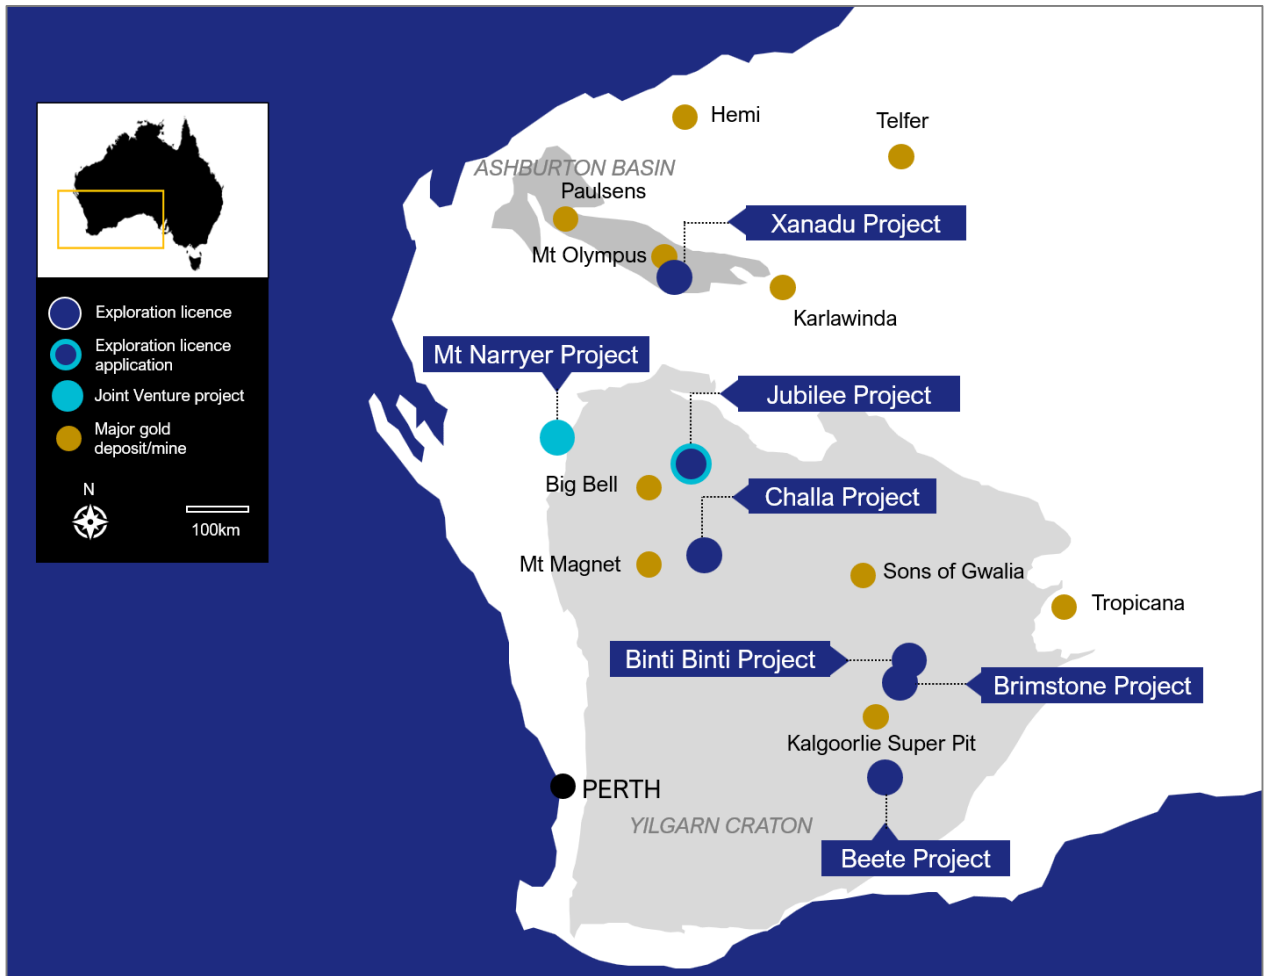 Hemi
Telfer
ASHBURTON BASIN
Paulsens
Xanadu Project
Mt Olympus
Karlawinda
Exploration licence
Exploration licence
application
Joint Venture project
Major gold
deposit/mine
N
100km
Mt Narryer Project
Jubilee Project
Big Bell
Challa Project
Mt Magnet
Sons of Gwalia
Tropicana
Binti Binti Project
Brimstone Project
Kalgoorlie Super Pit
PERTH
YILGARN CRATON
Beete Project